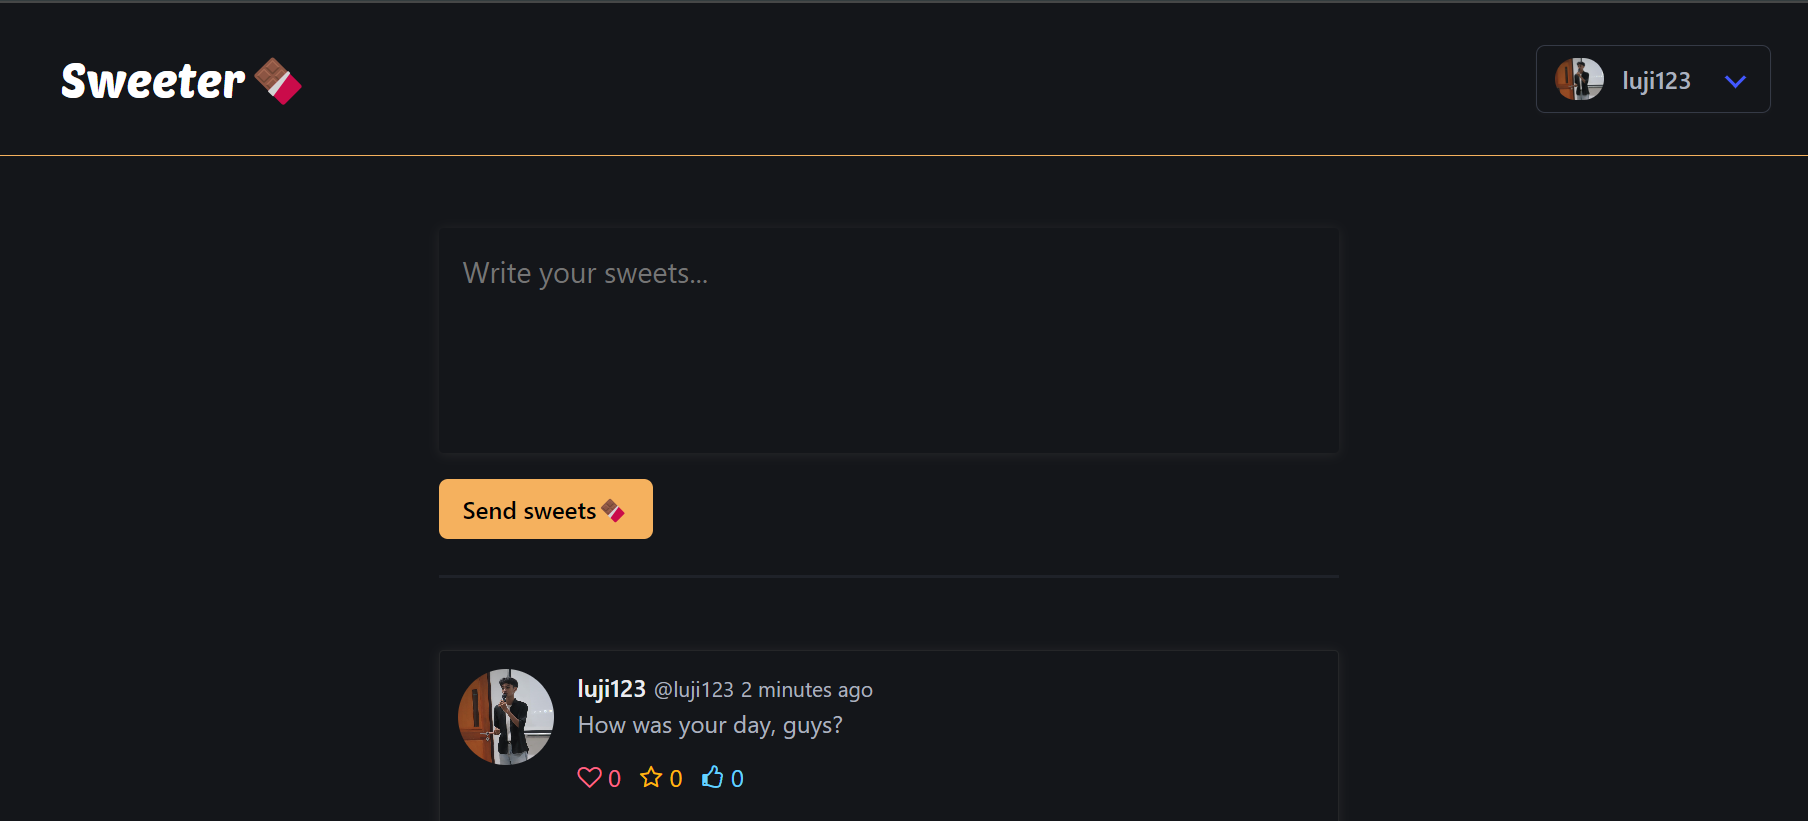 Sweeter
luji123
Write your sweets...
Send sweets
luji123 @luji123 2 minutes ago
How was your day, guys?
0 0 0